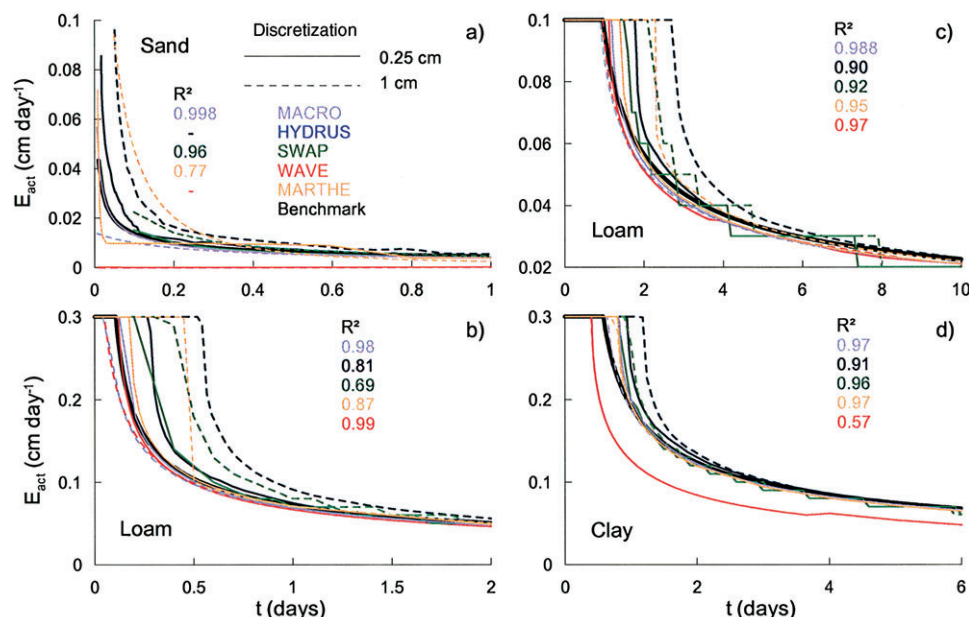 a)
Sand
Discretization
0.25 cm
1 cm
R²
0.998
-
0.96
0.77
-
MACRO
HYDRUS
SWAP
WAVE
MARTHE
Benchmark
E_act (cm day⁻¹)
0.1
0.08
0.06
0.04
0.02
0
0 0.2 0.4 0.6 0.8 1
c)
R²
0.988
0.90
0.92
0.95
0.97
Loam
0.1
0.08
0.06
0.04
0.02
0 2 4 6 8 10
b)
R²
0.98
0.81
0.69
0.87
0.99
Loam
E_act (cm day⁻¹)
0.3
0.2
0.1
0
0 0.5 1 1.5 2
t (days)
d)
R²
0.97
0.91
0.96
0.97
0.57
Clay
0.3
0.2
0.1
0
0 2 4 6
t (days)